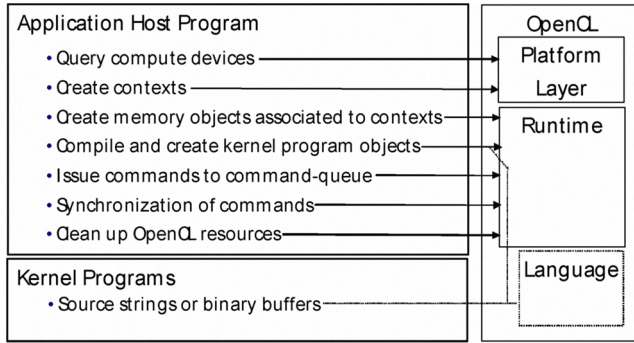 Application Host Program
• Query compute devices
• Create contexts
• Create memory objects associated to contexts
• Compile and create kernel program objects
• Issue commands to command-queue
• Synchronization of commands
• Clean up OpenCL resources
Kernel Programs
• Source strings or binary buffers
OpenCL
Platform
Layer
Runtime
Language